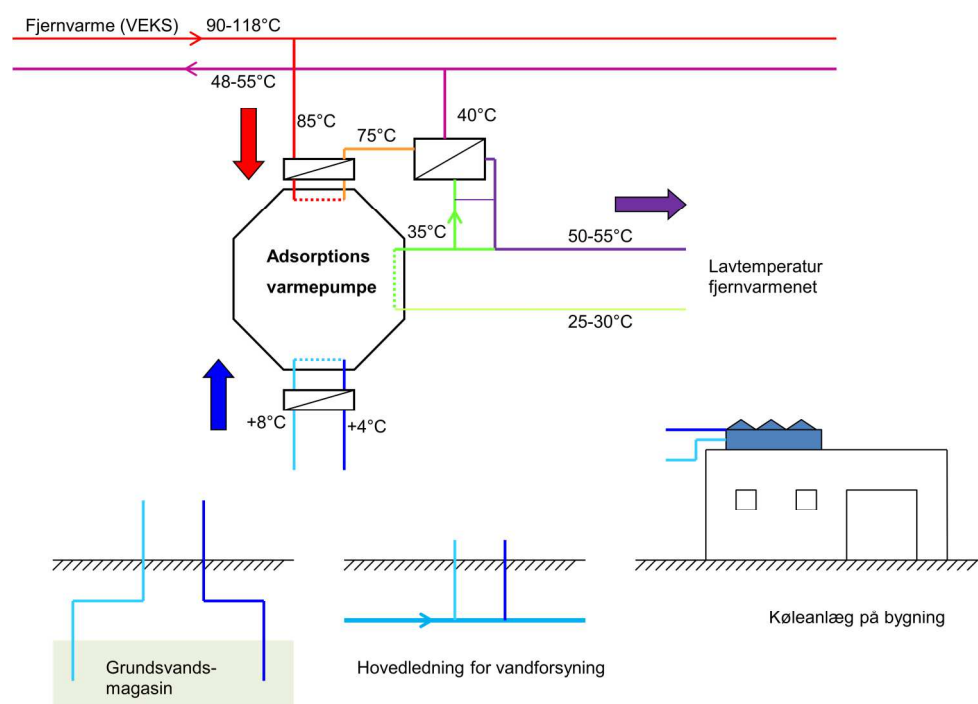 Fjernvarme (VEKS)
90-118°C
48-55°C
85°C
75°C
40°C
35°C
Adsorptions
varmepumpe
50-55°C
Lavtemperatur
fjernvarmenet
25-30°C
+8°C
+4°C
Grundsvands-
magasin
Hovedledning for vandforsyning
Køleanlæg på bygning